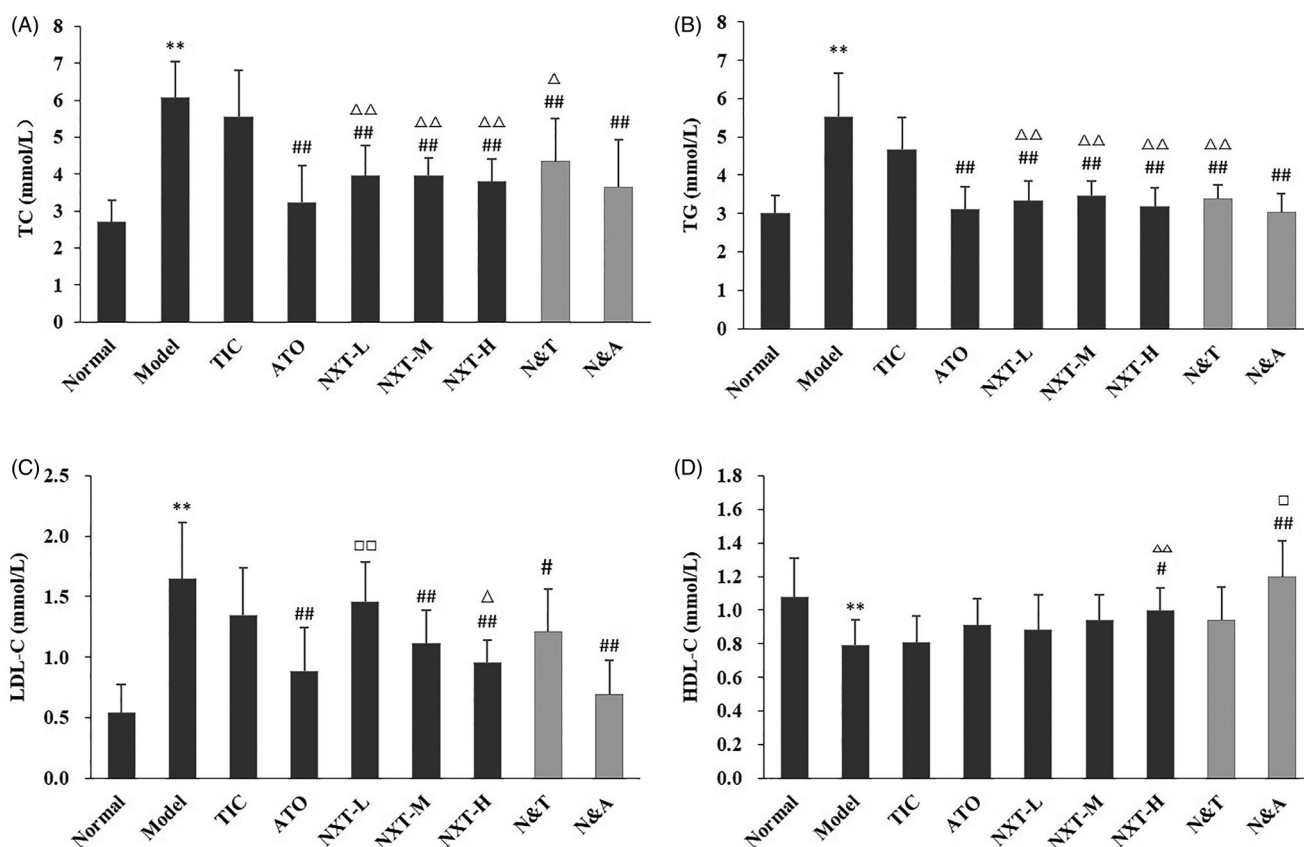 (A)
TC (mmol/L)
8
7
6
5
4
3
2
1
0
**
##
△△
##
△△
##
△△
##
△
##
##
Normal
Model
TIC
ATO
NXT-L
NXT-M
NXT-H
N&T
N&A
(B)
TG (mmol/L)
8
7
6
5
4
3
2
1
0
**
##
△△
##
△△
##
△△
##
△△
##
##
Normal
Model
TIC
ATO
NXT-L
NXT-M
NXT-H
N&T
N&A
(C)
LDL-C (mmol/L)
2.5
2.0
1.5
1.0
0.5
0.0
**
##
□□
##
△
##
#
##
Normal
Model
TIC
ATO
NXT-L
NXT-M
NXT-H
N&T
N&A
(D)
HDL-C (mmol/L)
1.8
1.6
1.4
1.2
1.0
0.8
0.6
0.4
0.2
0.0
**
△△
#
□
##
Normal
Model
TIC
ATO
NXT-L
NXT-M
NXT-H
N&T
N&A